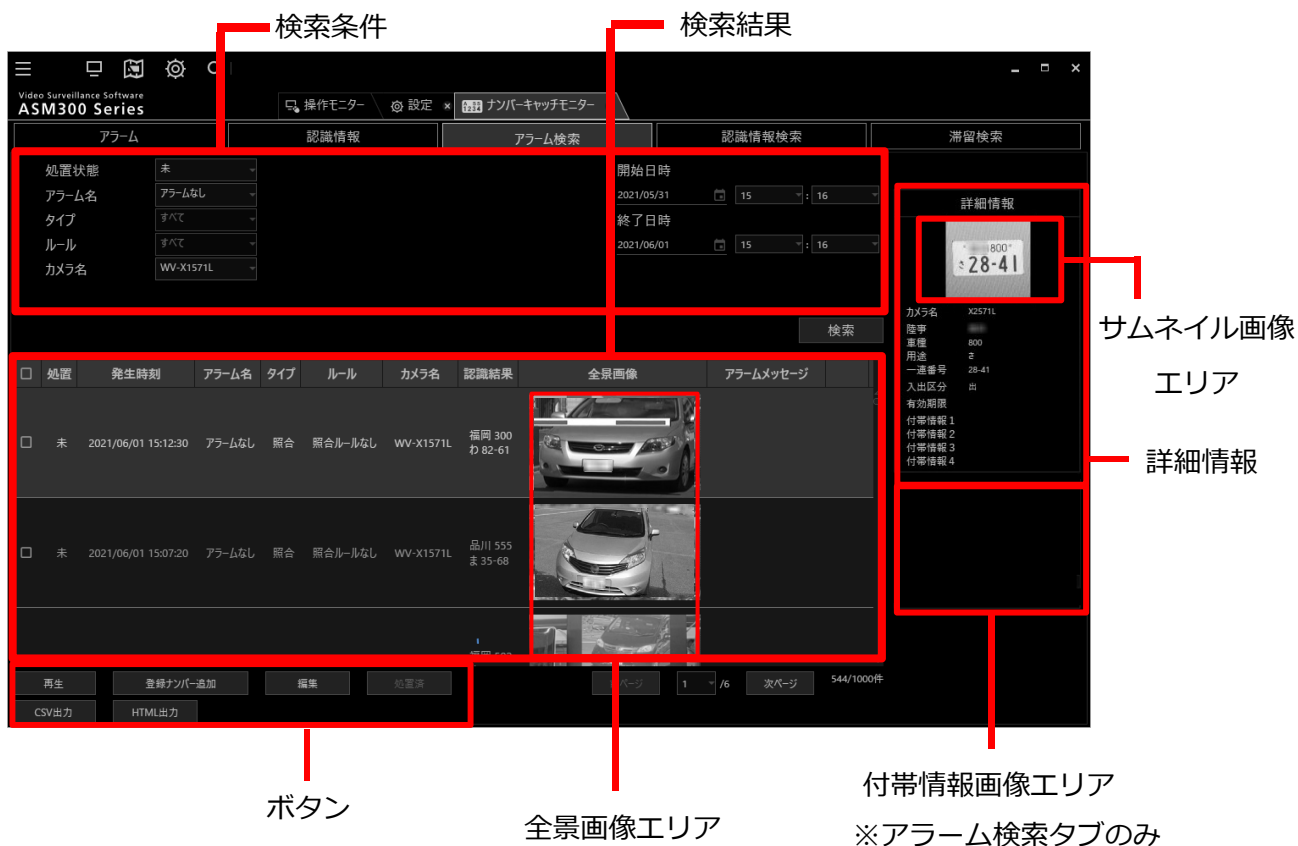 検索条件
検索結果
Video Surveillance Software
ASM300 Series
操作モニター
設定
ナンバーキャッチモニター
アラーム
認識情報
アラーム検索
認識情報検索
滞留検索
処置状態 未
アラーム名 アラームなし
タイプ すべて
ルール すべて
カメラ名 WV-X1571L
開始日時
2021/05/31 15 : 16
終了日時
2021/06/01 15 : 16
検索
詳細情報
800
さ 28-41
カメラ名 X2571L
陸事
車種 800
用途 さ
一連番号 28-41
入出区分 出
有効期限
付帯情報 1
付帯情報 2
付帯情報 3
付帯情報 4
サムネイル画像
エリア
詳細情報
処置 発生時刻 アラーム名 タイプ ルール カメラ名 認識結果 全景画像 アラームメッセージ
未 2021/06/01 15:12:30 アラームなし 照合 照合ルールなし WV-X1571L 福岡 300
わ 82-61
未 2021/06/01 15:07:20 アラームなし 照合 照合ルールなし WV-X1571L 品川 555
ま 35-68
再生
登録ナンバー追加
編集
処置済
1 /6
次ページ
544/1000件
CSV出力
HTML出力
ボタン
全景画像エリア
付帯情報画像エリア
※アラーム検索タブのみ